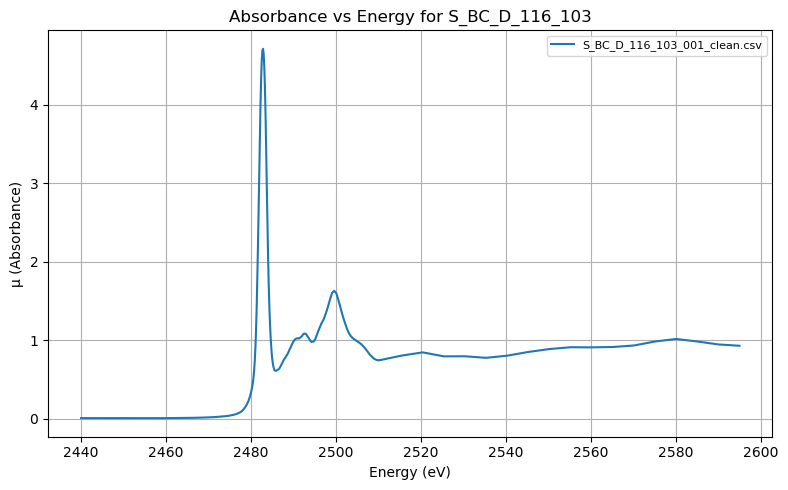 Absorbance vs Energy for S_BC_D_116_103
S_BC_D_116_103_001_clean.csv
μ (Absorbance)
4
3
2
1
0
2440 2460 2480 2500 2520 2540 2560 2580 2600
Energy (eV)